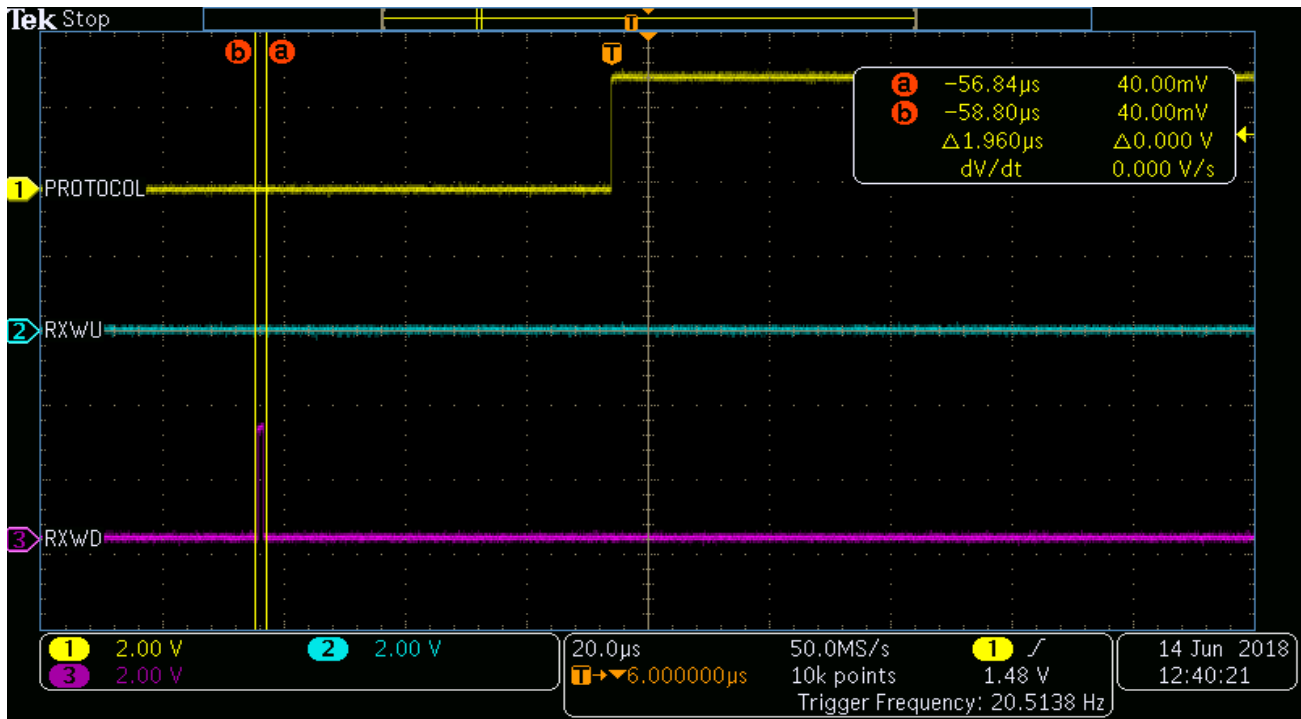 Tek Stop
T
b a T
a -56.84µs 40.00mV
b -58.80µs 40.00mV
△1.960µs △0.000 V
dV/dt 0.000 V/s
1 PROTOCOL
2 RXWU
3 RXWD
1 2.00 V 2 2.00 V
3 2.00 V
20.0µs 50.0MS/s 1 ʃ
T→▼6.000000µs 10k points 1.48 V
Trigger Frequency: 20.5138 Hz
14 Jun 2018
12:40:21